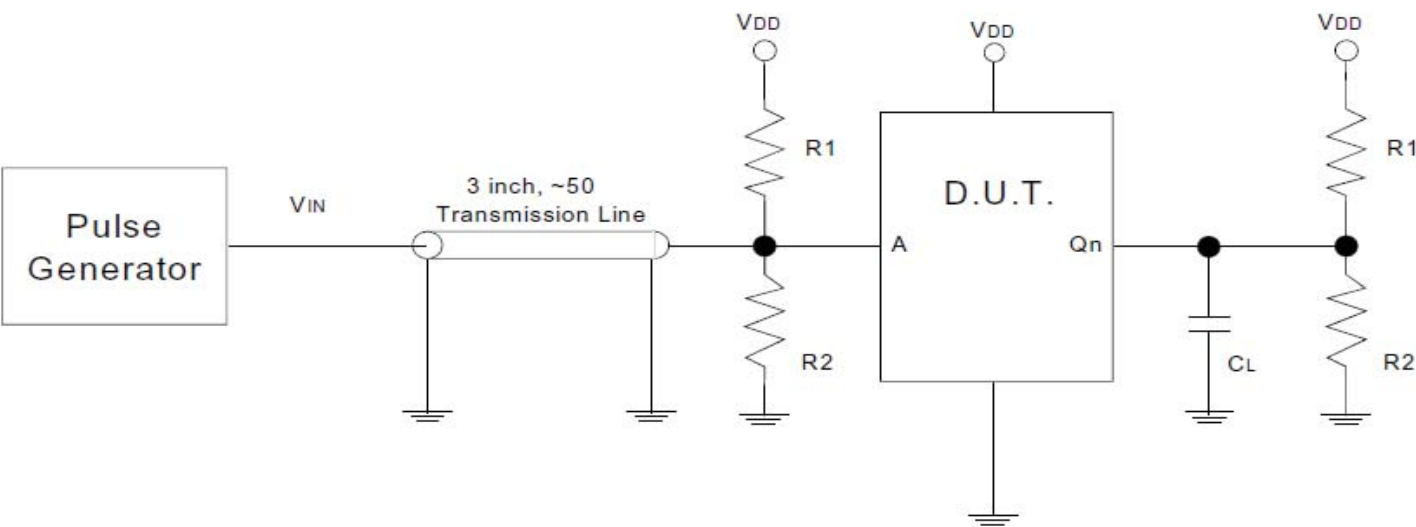 VDD
VDD
VDD
R1
R1
3 inch, ~50
Transmission Line
D.U.T.
Pulse
Generator
VIN
A
Qn
R2
CL
R2